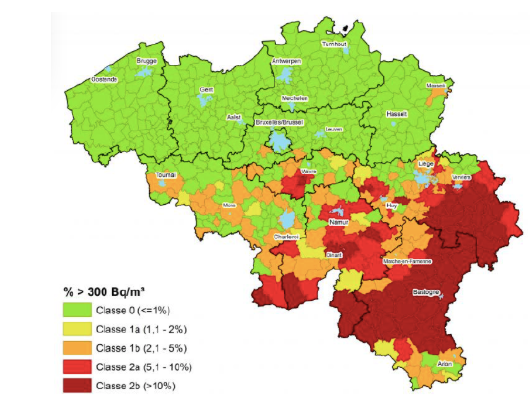 Turnhout
Brugge
Antwerpen
Oostende
Gent
Mechelen
Maaseik
Aalst
Hasselt
Bruxelles/Brussel
Leuven
Tournai
Wavre
Liège
Verviers
Mons
Huy
Namur
Charleroi
Dinant
Marche-en-Famenne
Bastogne
Arlon
% > 300 Bq/m³
Classe 0 (<=1%)
Classe 1a (1,1 - 2%)
Classe 1b (2,1 - 5%)
Classe 2a (5,1 - 10%)
Classe 2b (>10%)